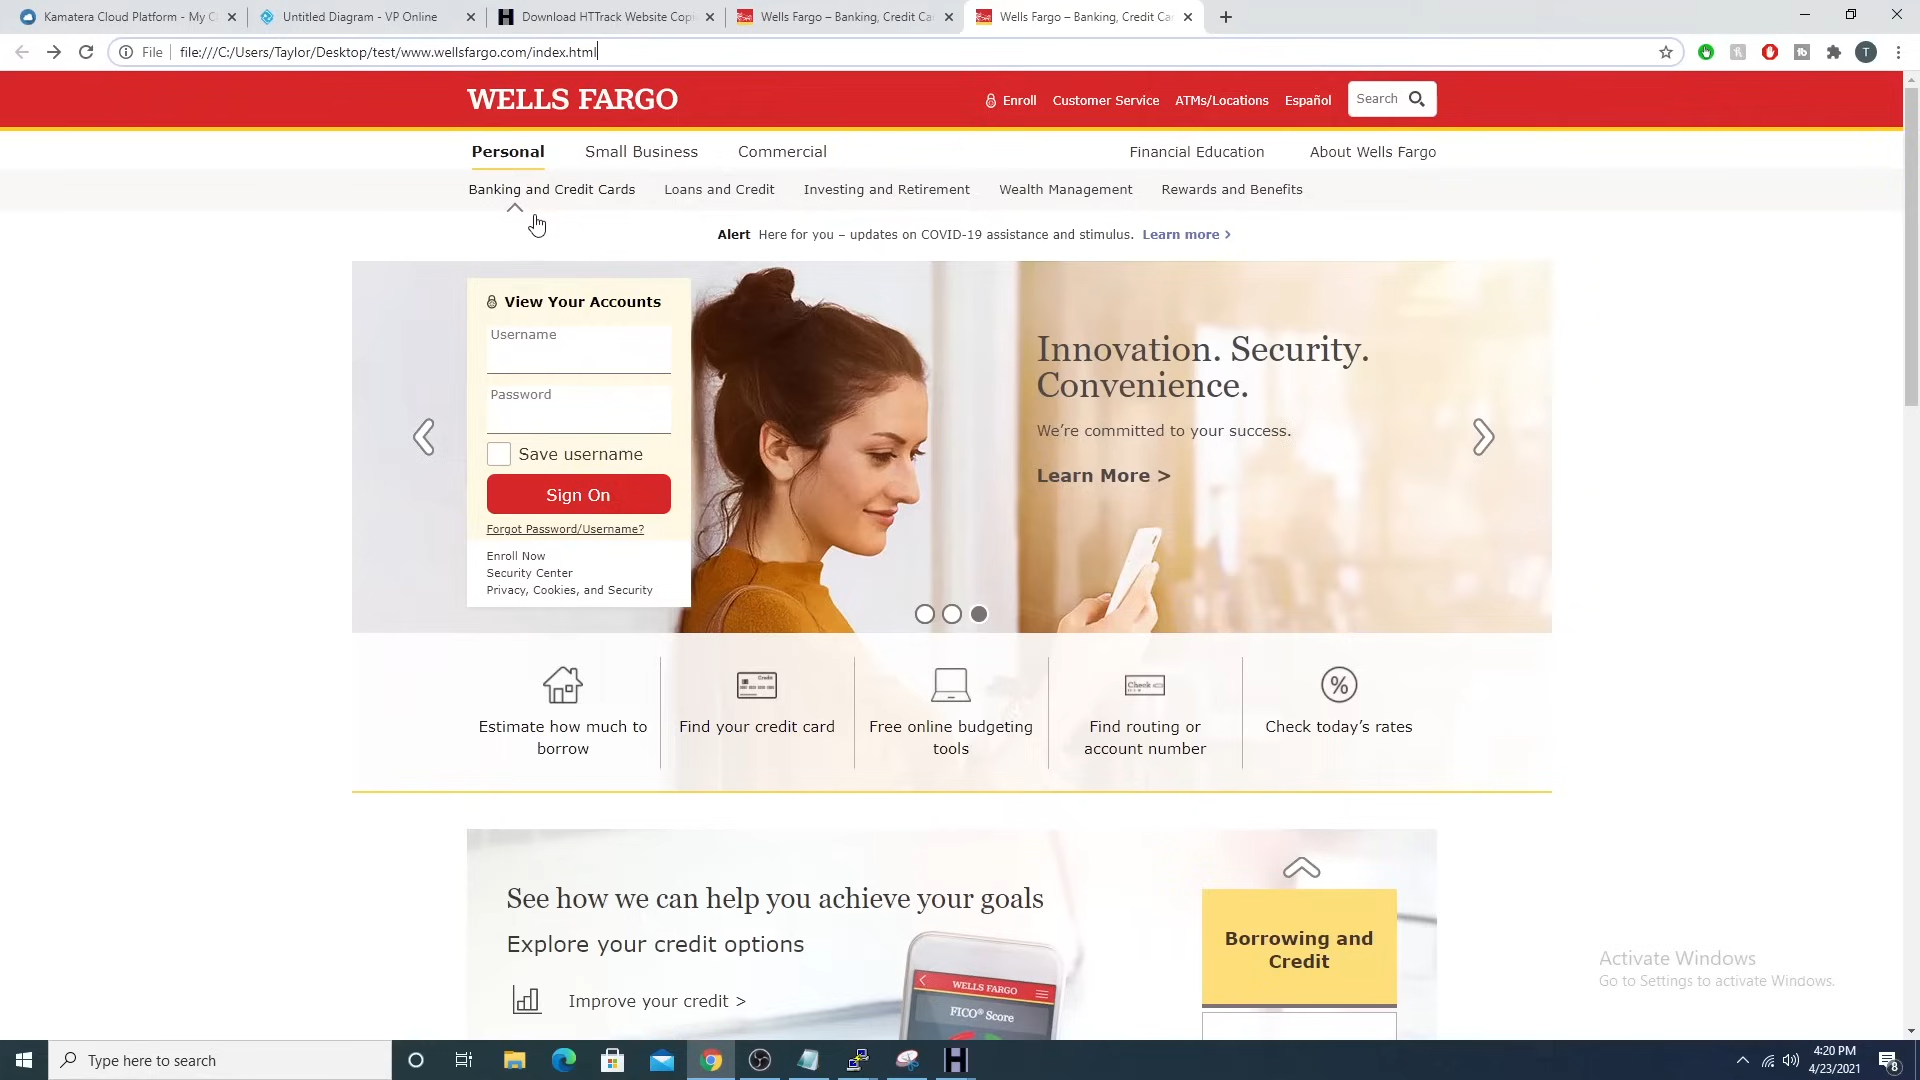 Kamatera Cloud Platform - My C
Untitled Diagram - VP Online
Download HTTrack Website Copi
Wells Fargo – Banking, Credit Ca
Wells Fargo – Banking, Credit Ca
File
file:///C:/Users/Taylor/Desktop/test/www.wellsfargo.com/index.html
T
WELLS FARGO
Enroll
Customer Service
ATMs/Locations
Español
Search
Personal
Small Business
Commercial
Financial Education
About Wells Fargo
Banking and Credit Cards
Loans and Credit
Investing and Retirement
Wealth Management
Rewards and Benefits
Alert Here for you – updates on COVID-19 assistance and stimulus. Learn more >
View Your Accounts
Username
Password
Save username
Sign On
Forgot Password/Username?
Enroll Now
Security Center
Privacy, Cookies, and Security
Innovation. Security.
Convenience.
We’re committed to your success.
Learn More >
Estimate how much to
borrow
Credit
Find your credit card
Free online budgeting
tools
Check
Find routing or
account number
%
Check today’s rates
See how we can help you achieve your goals
Explore your credit options
Improve your credit >
WELLS FARGO
FICO® Score
Borrowing and
Credit
Activate Windows
Go to Settings to activate Windows.
Type here to search
4:20 PM
4/23/2021
8